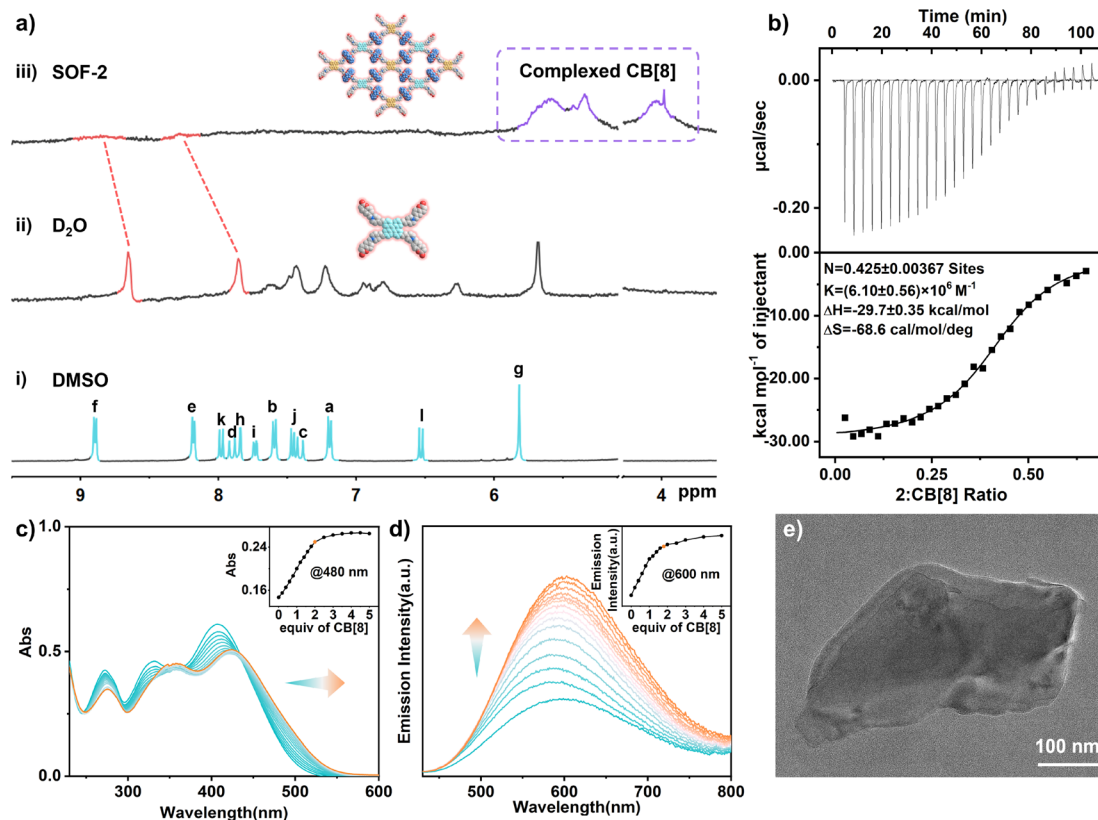 a)
iii) SOF-2
Complexed CB[8]
ii) D₂O
i) DMSO
f e k d h i b j c a l g
9 8 7 6 4 ppm
b)
Time (min)
0 20 40 60 80 100
0.00
-0.20
µcal/sec
0.00
-10.00
-20.00
-30.00
kcal mol⁻¹ of injectant
N=0.425±0.00367 Sites
K=(6.10±0.56)×10⁶ M⁻¹
ΔH=-29.7±0.35 kcal/mol
ΔS=-68.6 cal/mol/deg
0.00 0.25 0.50
2:CB[8] Ratio
c)
1.0
0.5
0.0
Abs
300 400 500 600
Wavelength(nm)
0.24
0.16
Abs
@480 nm
0 1 2 3 4 5
equiv of CB[8]
d)
Emission Intensity(a.u.)
500 600 700 800
Wavelength(nm)
Emission
Intensity(a.u.)
@600 nm
0 1 2 3 4 5
equiv of CB[8]
e)
100 nm